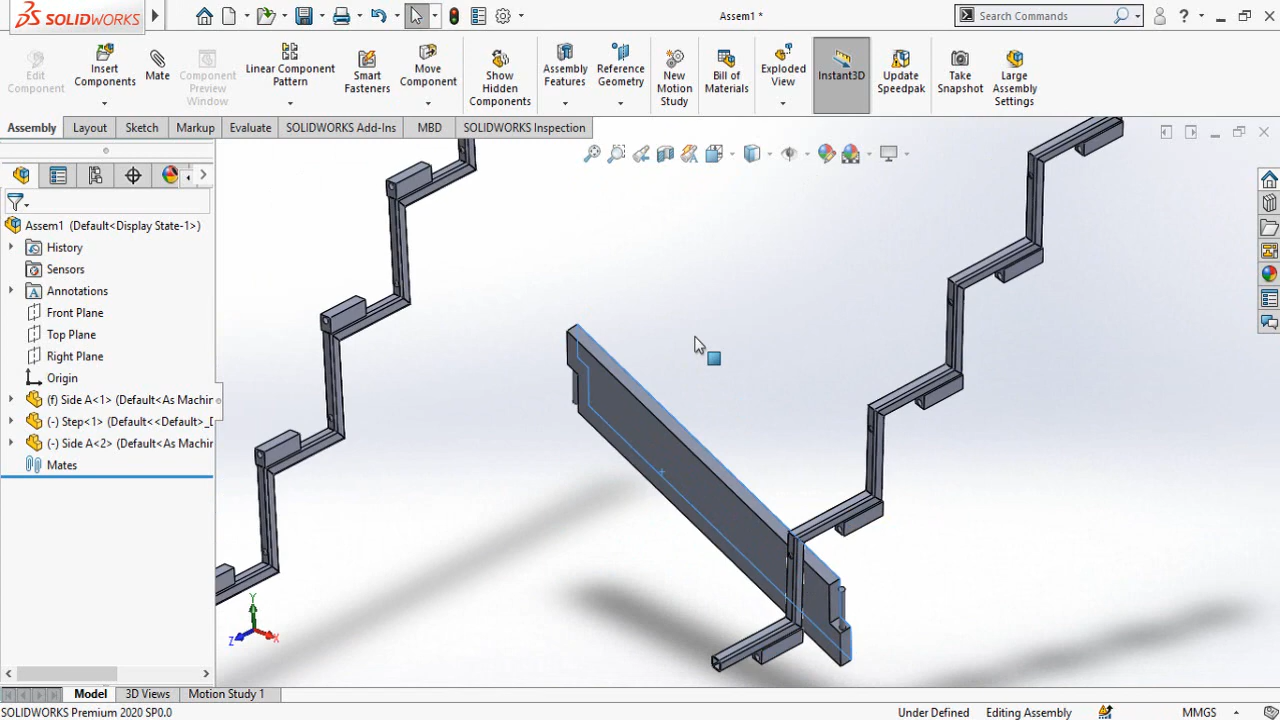 SOLIDWORKS
Assem1 *
Search Commands
Edit Component
Insert Components
Mate
Component Preview Window
Linear Component Pattern
Smart Fasteners
Move Component
Show Hidden Components
Assembly Features
Reference Geometry
New Motion Study
Bill of Materials
Exploded View
Instant3D
Update Speedpak
Take Snapshot
Large Assembly Settings
Assembly
Layout
Sketch
Markup
Evaluate
SOLIDWORKS Add-Ins
MBD
SOLIDWORKS Inspection
Assem1 (Default<Display State-1>)
History
Sensors
Annotations
Front Plane
Top Plane
Right Plane
Origin
(f) Side A<1> (Default<As Machin
(-) Step<1> (Default<<Default>_D
(-) Side A<2> (Default<As Machin
Mates
Y
Z
X
Model
3D Views
Motion Study 1
SOLIDWORKS Premium 2020 SP0.0
Under Defined
Editing Assembly
MMGS